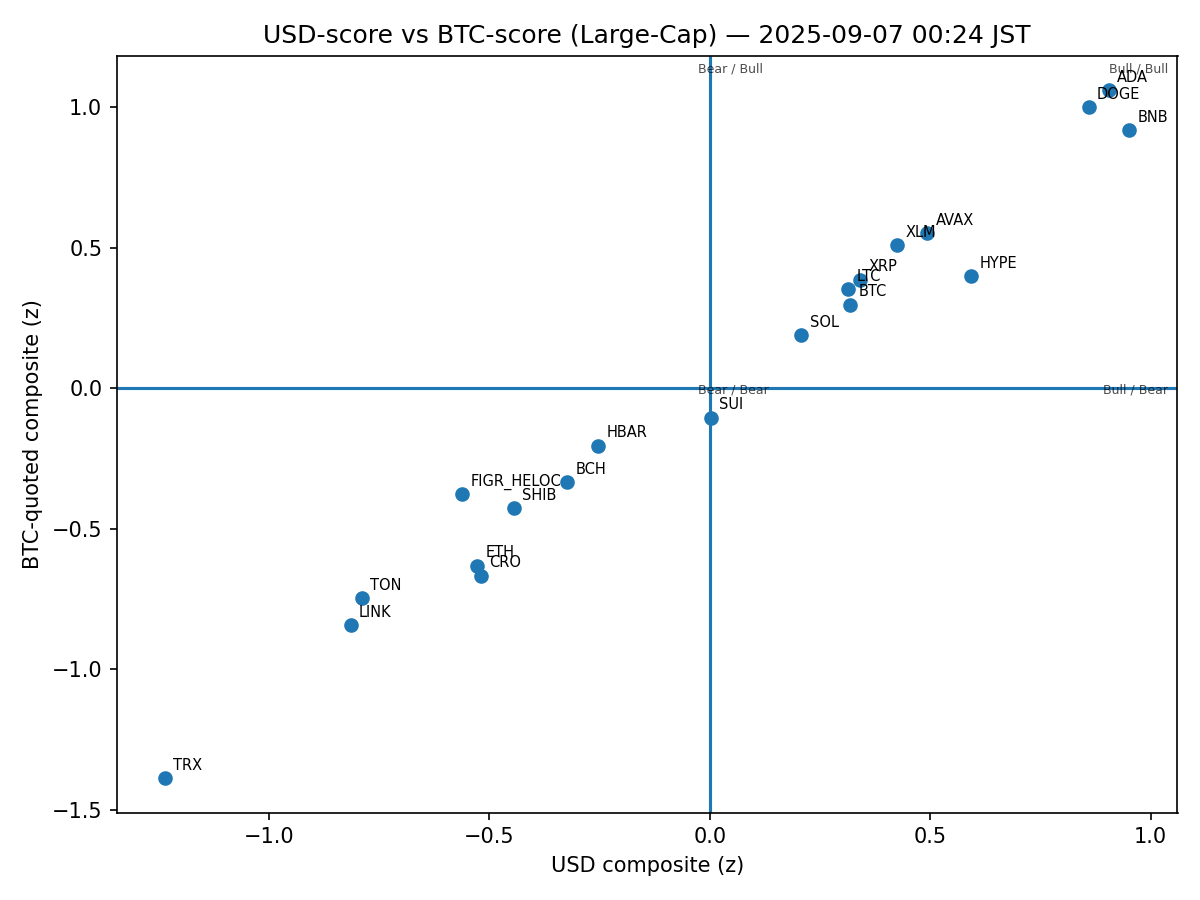 USD-score vs BTC-score (Large-Cap) — 2025-09-07 00:24 JST
Bear / Bull
Bull / Bull
ADA
DOGE
BNB
AVAX
XLM
HYPE
XRP
LTC
BTC
SOL
Bear / Bear
Bull / Bear
SUI
HBAR
BCH
FIGR_HELOC
SHIB
ETH
CRO
TON
LINK
TRX
1.0
0.5
0.0
−0.5
−1.0
−1.5
BTC-quoted composite (z)
−1.0
−0.5
0.0
0.5
1.0
USD composite (z)